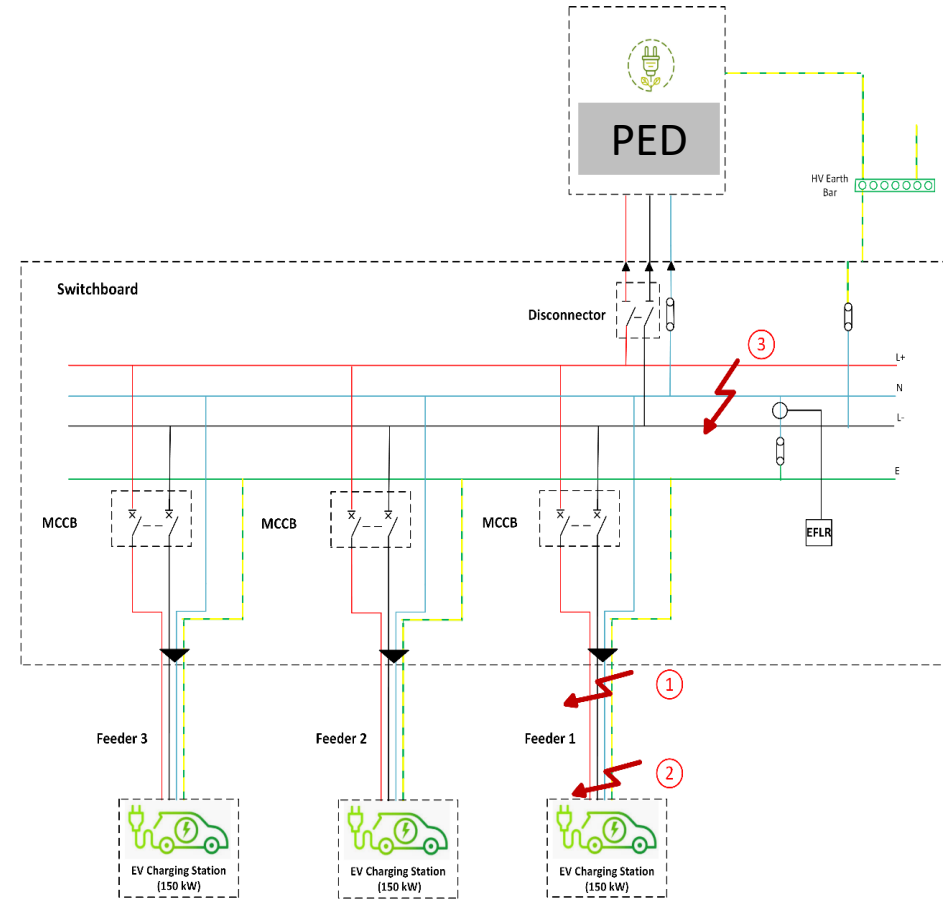 PED
HV Earth
Bar
Switchboard
Disconnector
3
L+
N
L-
E
MCCB
MCCB
MCCB
EFLR
1
Feeder 3
Feeder 2
Feeder 1
2
EV Charging Station
(150 kW)
EV Charging Station
(150 kW)
EV Charging Station
(150 kW)